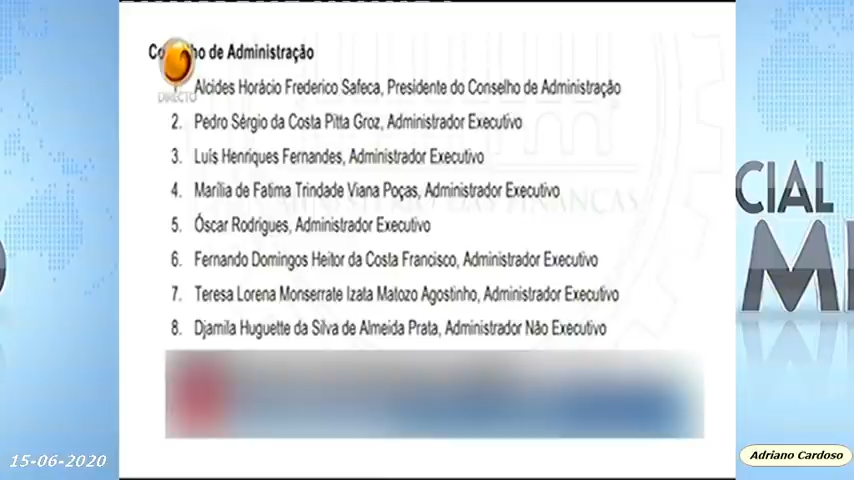 Co ho de Administração
Alcides Horácio Frederico Safeca, Presidente do Conselho de Administração
DIRECTO
2. Pedro Sérgio da Costa Pitta Groz, Administrador Executivo
3. Luís Henriques Fernandes, Administrador Executivo
4. Marília de Fatima Trindade Viana Poças, Administrador Executivo
5. Óscar Rodrigues, Administrador Executivo
6. Fernando Domingos Heitor da Costa Francisco, Administrador Executivo
7. Teresa Lorena Monserrate Izata Matozo Agostinho, Administrador Executivo
8. Djamila Huguette da Silva de Almeida Prata, Administrador Não Executivo
FINANÇAS
CIAL
15-06-2020
Adriano Cardoso